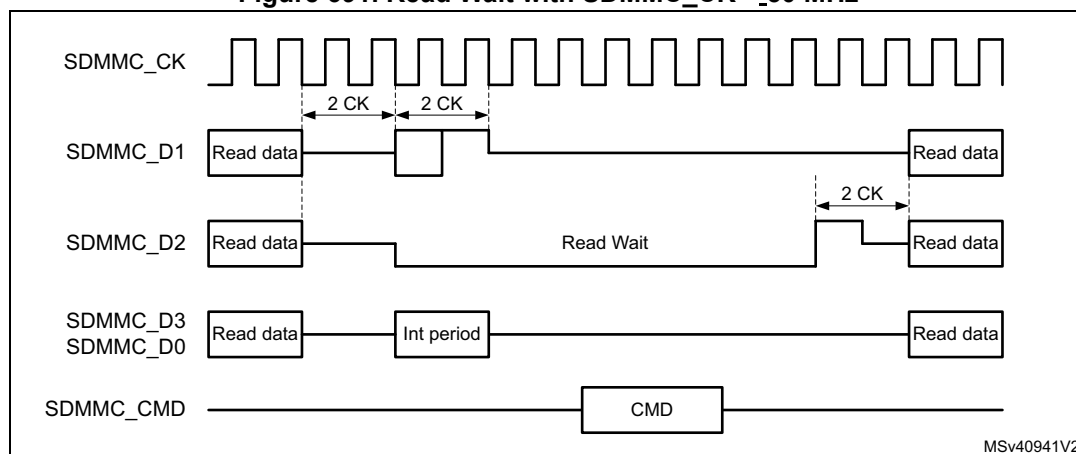 SDMMC_CK
2 CK 2 CK
SDMMC_D1 Read data Read data
2 CK
SDMMC_D2 Read data Read Wait Read data
SDMMC_D3
SDMMC_D0
Read data Int period Read data
SDMMC_CMD CMD
MSv40941V2